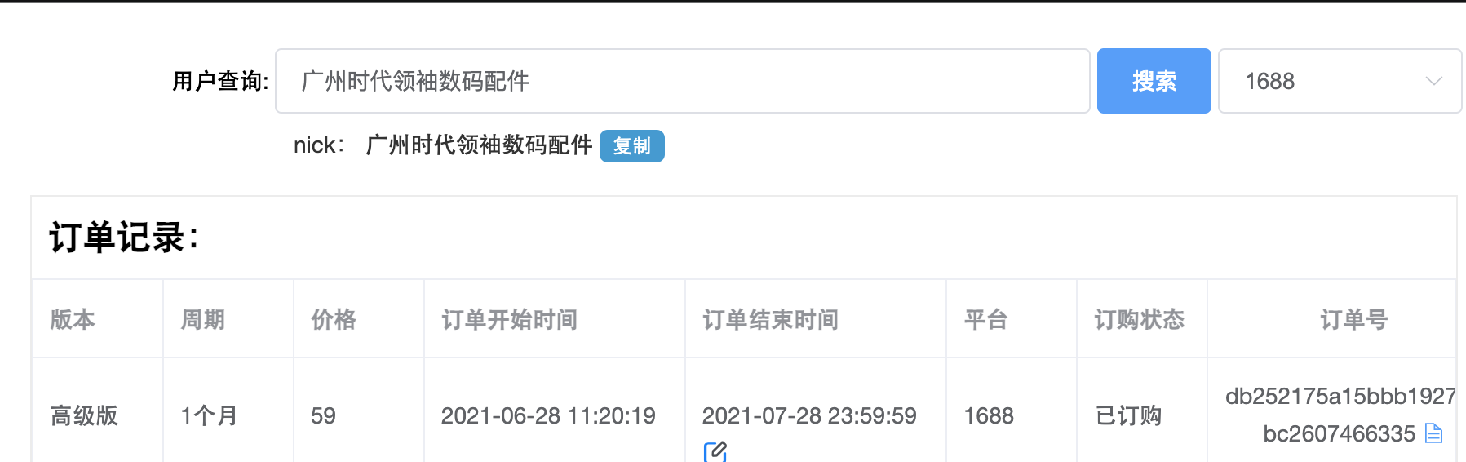 用户查询: 广州时代领袖数码配件 搜索 1688
nick: 广州时代领袖数码配件 复制
订单记录:
版本 周期 价格 订单开始时间 订单结束时间 平台 订购状态 订单号
高级版 1个月 59 2021-06-28 11:20:19 2021-07-28 23:59:59 1688 已订购 db252175a15bbb1927
bc2607466335